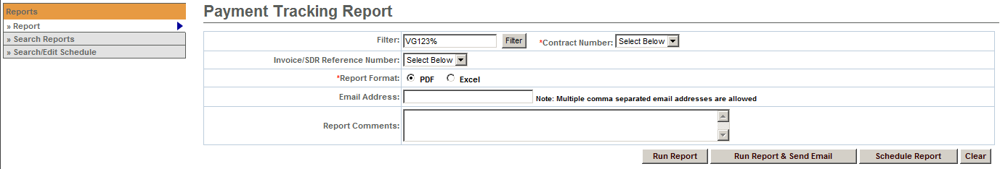 Reports
» Report
» Search Reports
» Search/Edit Schedule
Payment Tracking Report
Filter: VG123% Filter *Contract Number: Select Below
Invoice/SDR Reference Number: Select Below
*Report Format: PDF Excel
Email Address: Note: Multiple comma separated email addresses are allowed
Report Comments:
Run Report Run Report & Send Email Schedule Report Clear